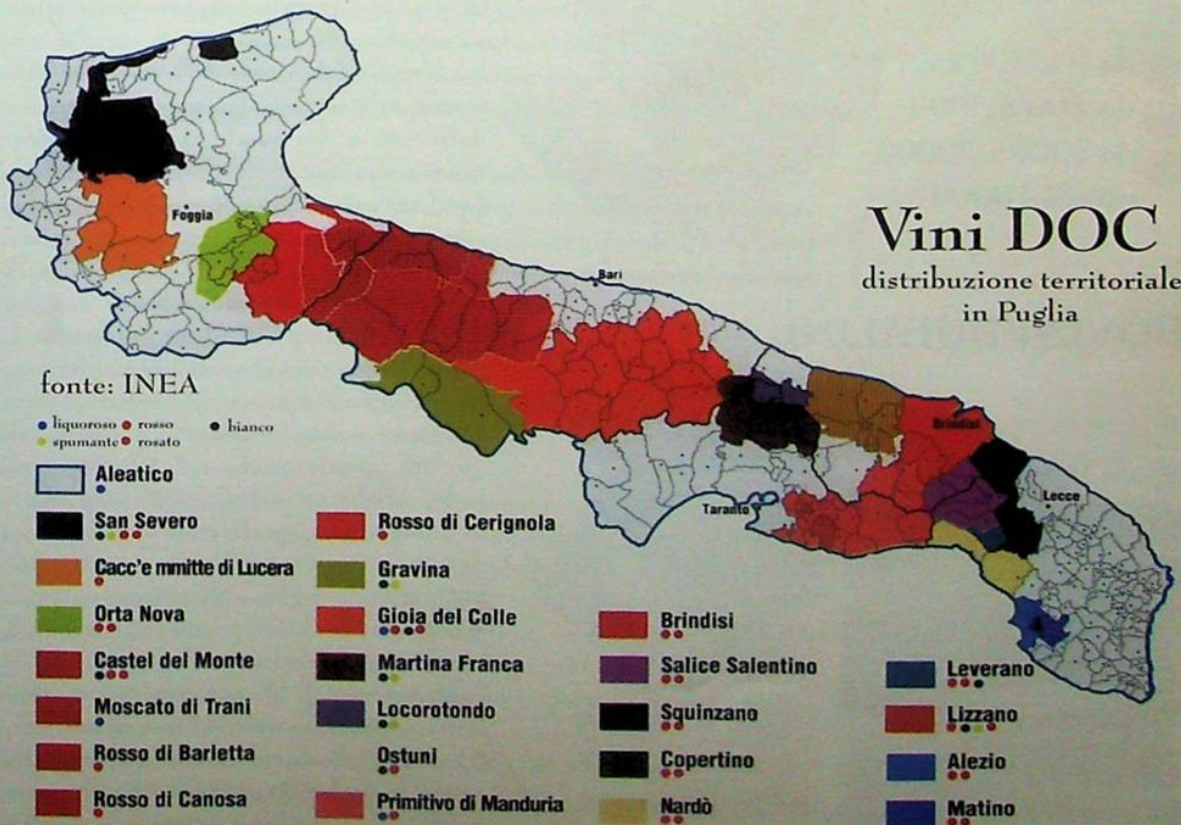 Vini DOC
distribuzione territoriale
in Puglia
Foggia
Bari
Brindisi
Taranto
Lecce
fonte: INEA
liquoroso rosso bianco
spumante rosato
Aleatico
San Severo
Cacc'e mmitte di Lucera
Orta Nova
Castel del Monte
Moscato di Trani
Rosso di Barletta
Rosso di Canosa
Rosso di Cerignola
Gravina
Gioia del Colle
Martina Franca
Locorotondo
Ostuni
Primitivo di Manduria
Brindisi
Salice Salentino
Squinzano
Copertino
Nardò
Leverano
Lizzano
Alezio
Matino